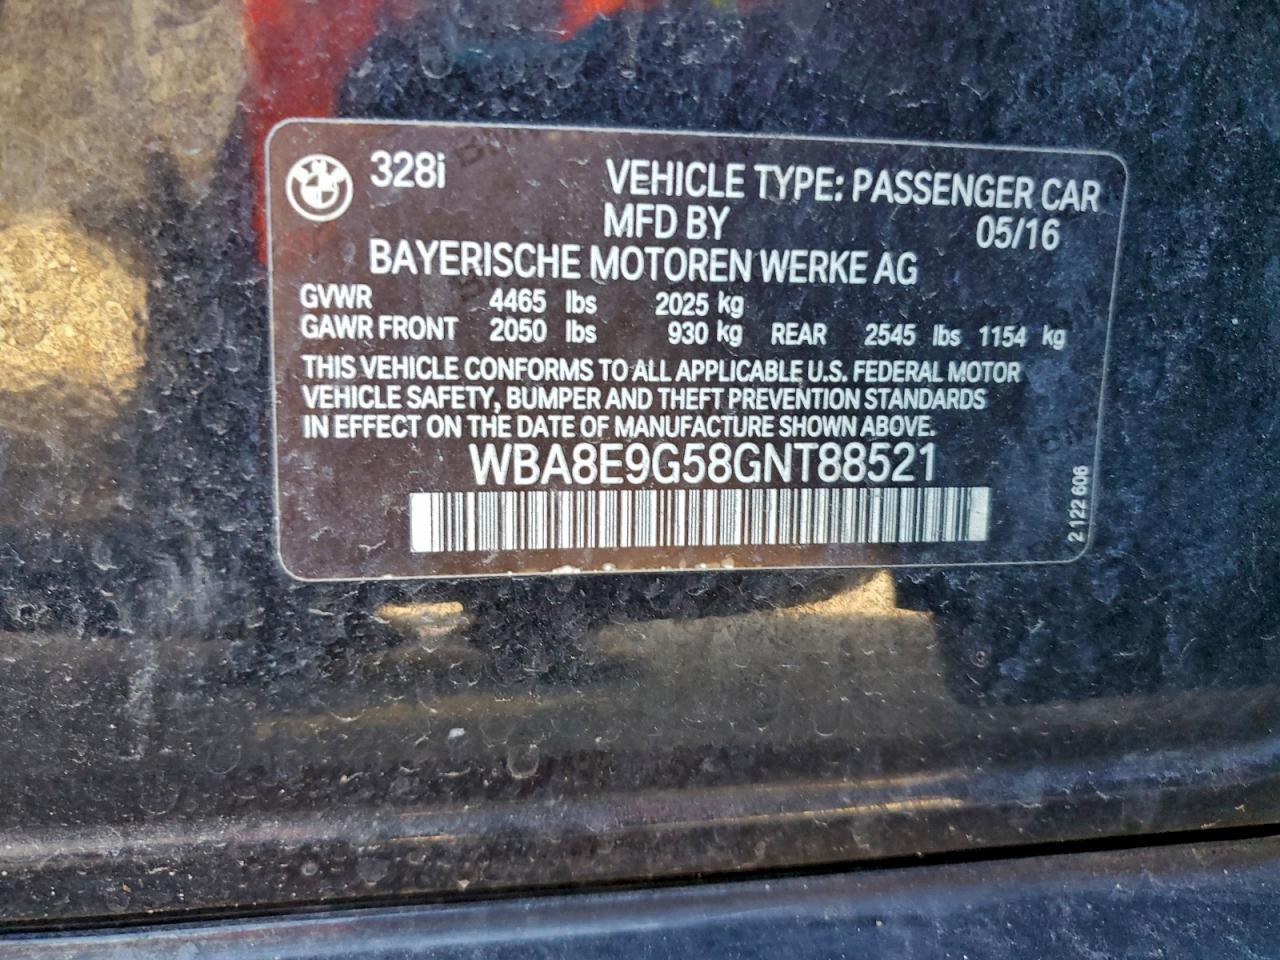 328i VEHICLE TYPE: PASSENGER CAR
MFD BY 05/16
BAYERISCHE MOTOREN WERKE AG
GVWR 4465 lbs 2025 kg
GAWR FRONT 2050 lbs 930 kg REAR 2545 lbs 1154 kg
THIS VEHICLE CONFORMS TO ALL APPLICABLE U.S. FEDERAL MOTOR
VEHICLE SAFETY, BUMPER AND THEFT PREVENTION STANDARDS
IN EFFECT ON THE DATE OF MANUFACTURE SHOWN ABOVE.
WBA8E9G58GNT88521
2 122 606